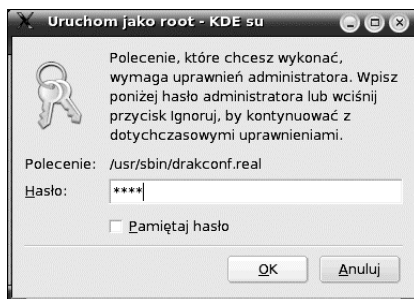 Uruchom jako root - KDE su
Polecenie, które chcesz wykonać,
wymaga uprawnień administratora. Wpisz
poniżej hasło administratora lub wciśnij
przycisk Ignoruj, by kontynuować z
dotychczasowymi uprawnieniami.
Polecenie: /usr/sbin/drakconf.real
Hasło: ****
Pamiętaj hasło
OK Anuluj